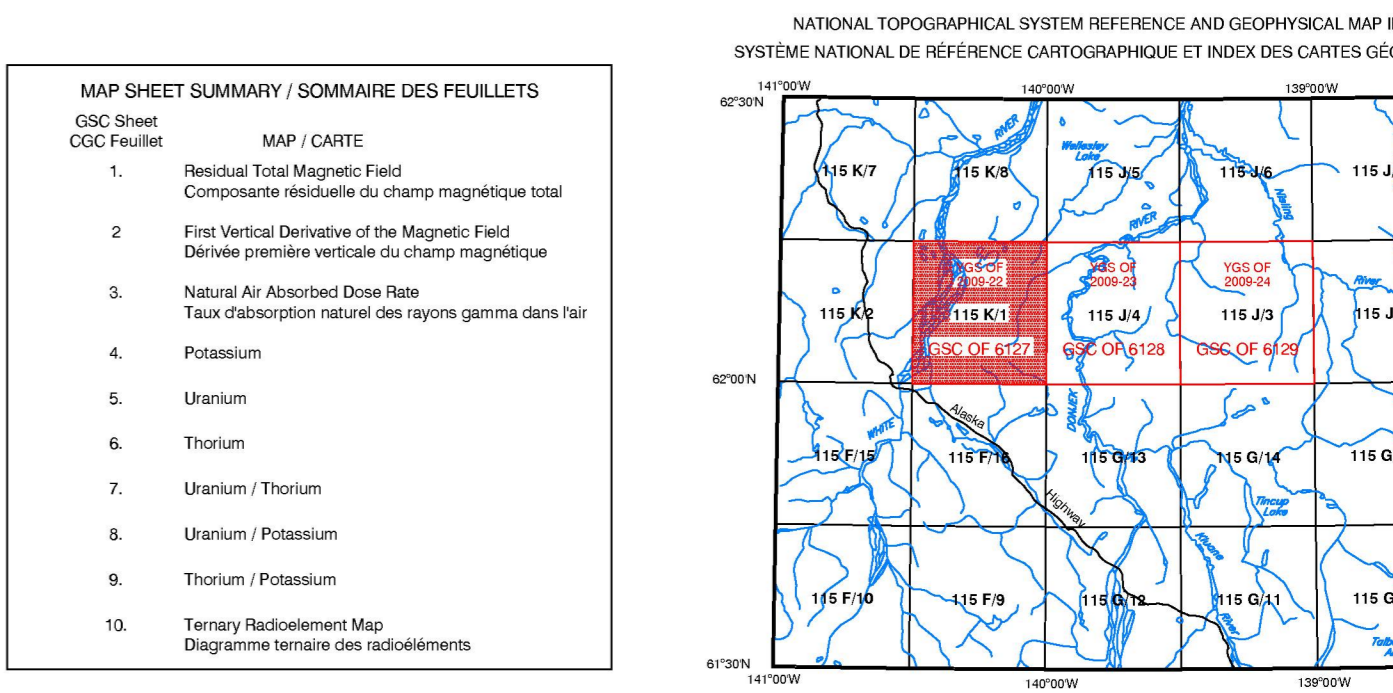 MAP SHEET SUMMARY / SOMMAIRE DES FEUILLETS
GSC Sheet
CGC Feuillet
MAP / CARTE
1. Residual Total Magnetic Field
Composante résiduelle du champ magnétique total
2 First Vertical Derivative of the Magnetic Field
Dérivée première verticale du champ magnétique
3. Natural Air Absorbed Dose Rate
Taux d'absorption naturel des rayons gamma dans l'air
4. Potassium
5. Uranium
6. Thorium
7. Uranium / Thorium
8. Uranium / Potassium
9. Thorium / Potassium
10. Ternary Radioelement Map
Diagramme ternaire des radioéléments
NATIONAL TOPOGRAPHICAL SYSTEM REFERENCE AND GEOPHYSICAL MAP
SYSTÈME NATIONAL DE RÉFÉRENCE CARTOGRAPHIQUE ET INDEX DES CARTES
141°00'W 140°00'W 139°00'W
62°30'N
RIVER
Wellesley
Lake
115 K/7 115 K/8 115 J/5 115 J/6 115 J
Nisling
RIVER
YGS OF
2009-22
YGS OF
2009-23
YGS OF
2009-24
River
115 K/2 115 K/1 115 J/4 115 J/3 115 J
GSC OF 6127 GSC OF 6128 GSC OF 6129
62°00'N
Alaska
DONJEK
WHITE
115 F/15 115 F/16 115 G/13 115 G/14 115 G
Highway
Tincup
Lake
Kluane
115 F/10 115 F/9 115 G/12 115 G/11 115 G
River
61°30'N
141°00'W 140°00'W 139°00'W